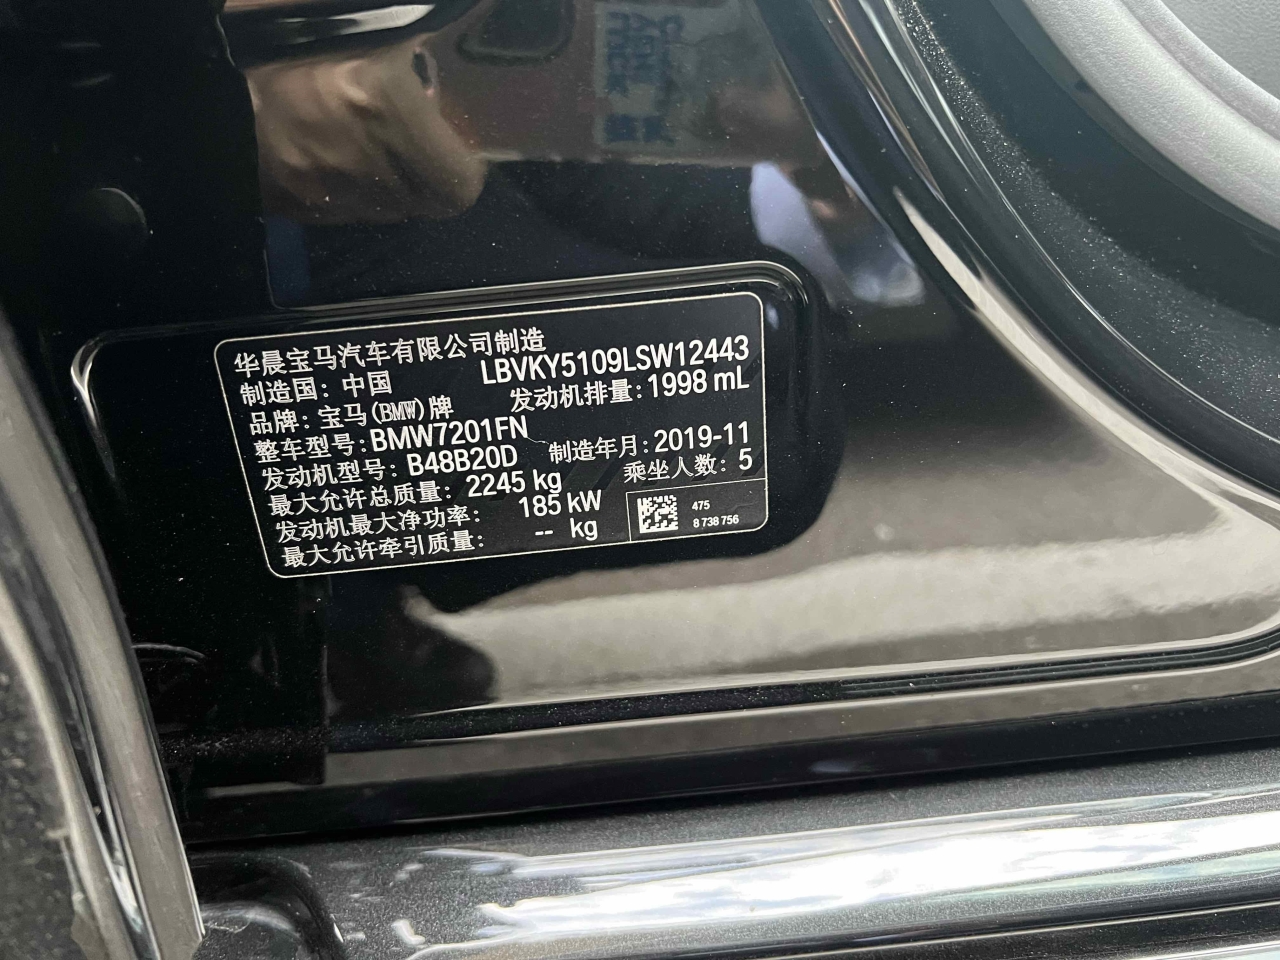 华晨宝马汽车有限公司制造
制造国：中国 LBVKY5109LSW12443
品牌：宝马(BMW)牌 发动机排量：1998 mL
整车型号：BMW7201FN
发动机型号：B48B20D 制造年月：2019-11
最大允许总质量：2245 kg 乘坐人数：5
发动机最大净功率：185 kW
最大允许牵引质量：-- kg
475
8 738 756